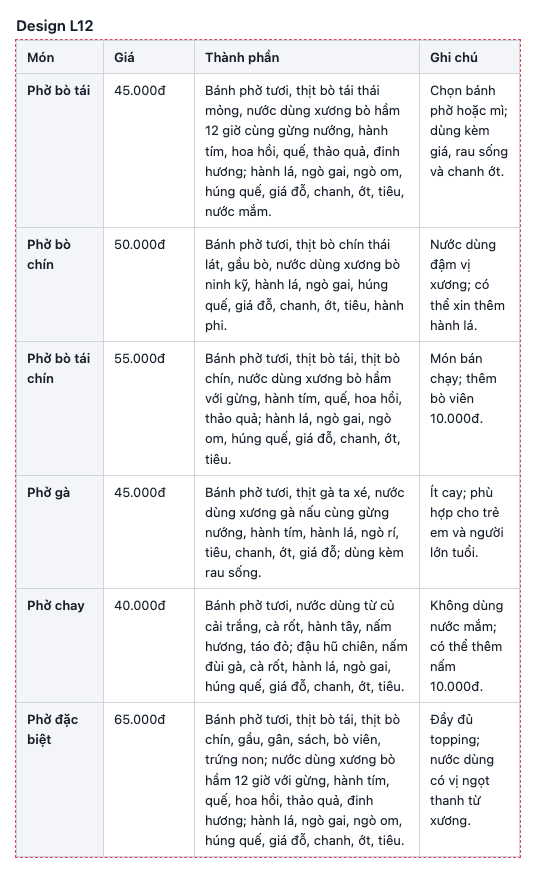 Design L12
Món Giá Thành phần Ghi chú
Phở bò tái
45.000đ
Bánh phở tươi, thịt bò tái thái
mỏng, nước dùng xương bò hầm
12 giờ cùng gừng nướng, hành
tím, hoa hồi, quế, thảo quả, đinh
hương; hành lá, ngò gai, ngò om,
húng quế, giá đỗ, chanh, ớt, tiêu,
nước mắm.
Chọn bánh
phở hoặc mì;
dùng kèm
giá, rau sống
và chanh ớt.
Phở bò
chín
50.000đ
Bánh phở tươi, thịt bò chín thái
lát, gầu bò, nước dùng xương bò
ninh kỹ, hành lá, ngò gai, húng
quế, giá đỗ, chanh, ớt, tiêu, hành
phi.
Nước dùng
đậm vị
xương; có
thể xin thêm
hành lá.
Phở bò tái
chín
55.000đ
Bánh phở tươi, thịt bò tái, thịt bò
chín, nước dùng xương bò hầm
với gừng, hành tím, quế, hoa hồi,
thảo quả; hành lá, ngò gai, ngò
om, húng quế, giá đỗ, chanh, ớt,
tiêu.
Món bán
chạy; thêm
bò viên
10.000đ.
Phở gà
45.000đ
Bánh phở tươi, thịt gà ta xé, nước
dùng xương gà nấu cùng gừng
nướng, hành tím, hành lá, ngò rí,
tiêu, chanh, ớt, giá đỗ; dùng kèm
rau sống.
Ít cay; phù
hợp cho trẻ
em và người
lớn tuổi.
Phở chay
40.000đ
Bánh phở tươi, nước dùng từ củ
cải trắng, cà rốt, hành tây, nấm
hương, táo đỏ; đậu hũ chiên, nấm
đùi gà, cà rốt, hành lá, ngò gai,
húng quế, giá đỗ, chanh, ớt, tiêu.
Không dùng
nước mắm;
có thể thêm
nấm
10.000đ.
Phở đặc
biệt
65.000đ
Bánh phở tươi, thịt bò tái, thịt bò
chín, gầu, gân, sách, bò viên,
trứng non; nước dùng xương bò
hầm 12 giờ với gừng, hành tím,
quế, hoa hồi, thảo quả, đinh
hương; hành lá, ngò gai, ngò om,
húng quế, giá đỗ, chanh, ớt, tiêu.
Đầy đủ
topping;
nước dùng
có vị ngọt
thanh từ
xương.